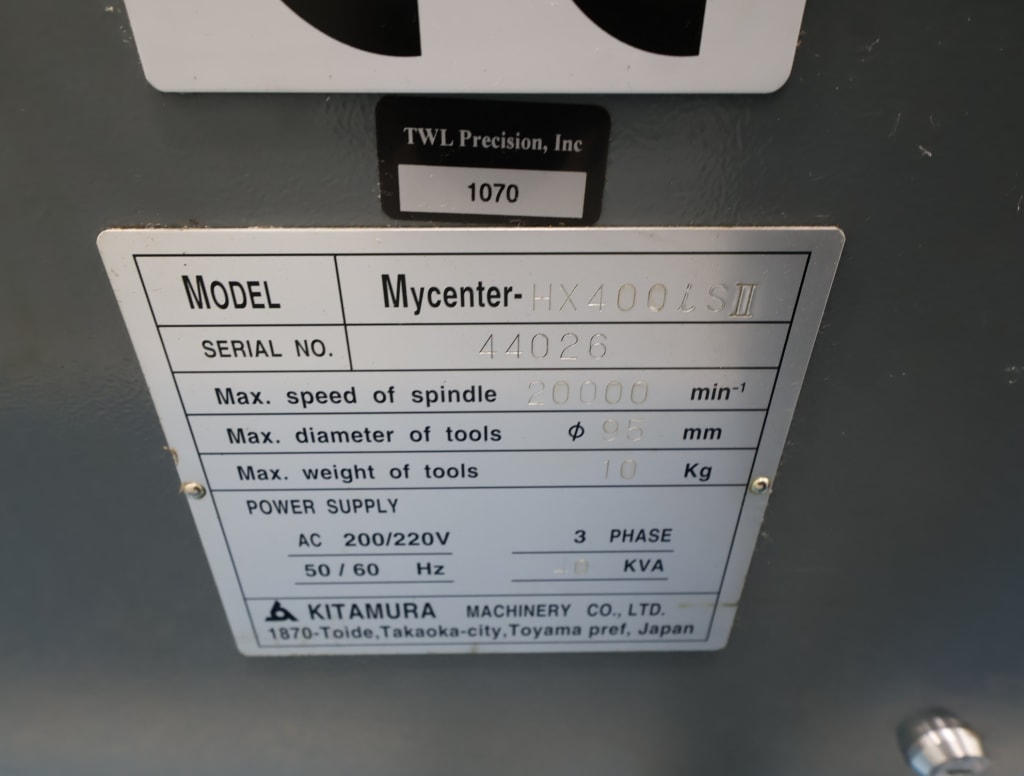 TWL Precision, Inc
1070
MODEL Mycenter-HX400iSII
SERIAL NO. 44026
Max. speed of spindle 20000 min⁻¹
Max. diameter of tools φ 95 mm
Max. weight of tools 10 Kg
POWER SUPPLY
AC 200/220V 3 PHASE
50 / 60 Hz KVA
KITAMURA MACHINERY CO., LTD.
1870-Toide,Takaoka-city,Toyama pref, Japan